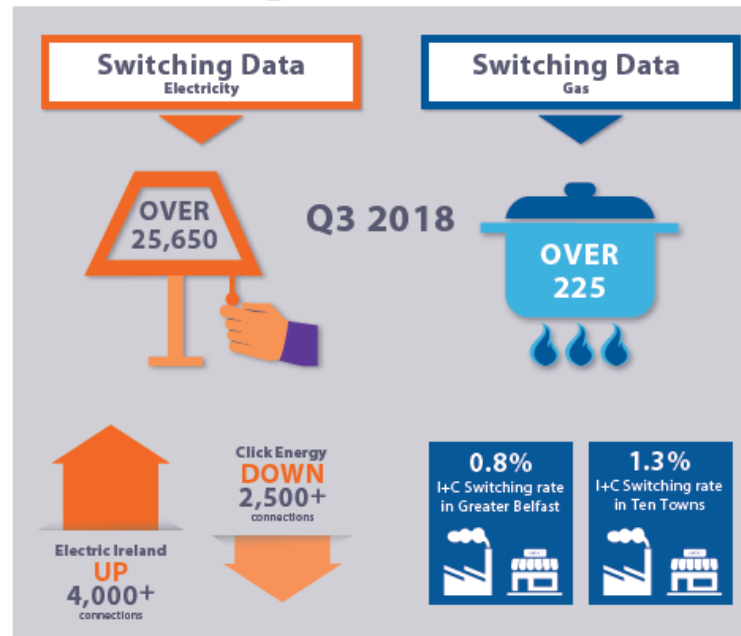 Switching Data
Electricity
Switching Data
Gas
OVER
25,650
Q3 2018
OVER
225
Electric Ireland
UP
4,000+
connections
Click Energy
DOWN
2,500+
connections
0.8%
I+C Switching rate
in Greater Belfast
1.3%
I+C Switching rate
in Ten Towns